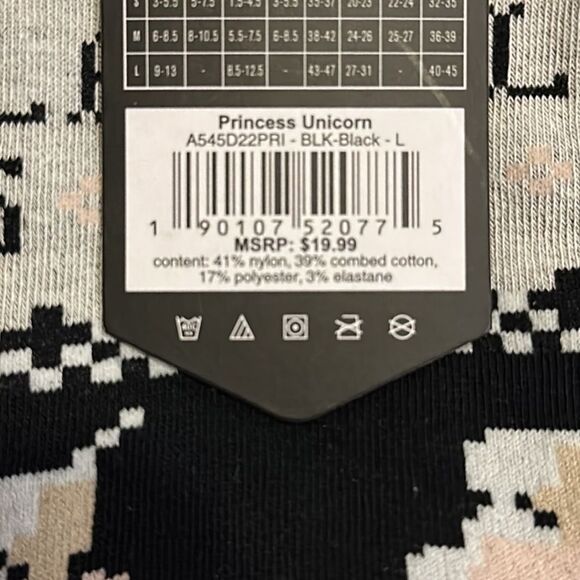 S 3-5.5 5-7.5 1.5-4.5 3-5.5 35-37 20-23 22-24 32-35
M 6-8.5 8-10.5 5.5-7.5 6-8.5 38-42 24-26 25-27 36-39
L 9-13 - 8.5-12.5 - 43-47 27-31 - 40-45
Princess Unicorn
A545D22PRI - BLK-Black - L
1 90107 52077 5
MSRP: $19.99
content: 41% nylon, 39% combed cotton,
17% polyester, 3% elastane